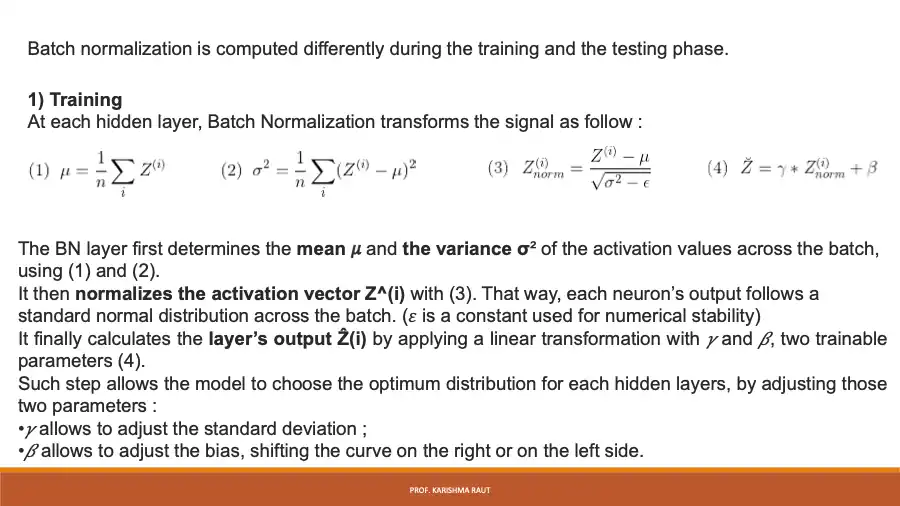 Batch normalization is computed differently during the training and the testing phase.
1) Training
At each hidden layer, Batch Normalization transforms the signal as follow :
(1) μ = 1/n ∑_i Z^(i) (2) σ² = 1/n ∑_i (Z^(i) − μ)² (3) Z_norm^(i) = (Z^(i) − μ) / √(σ² − ϵ) (4) Ž = γ ∗ Z_norm^(i) + β
The BN layer first determines the mean 𝜇 and the variance σ² of the activation values across the batch,
using (1) and (2).
It then normalizes the activation vector Z^(i) with (3). That way, each neuron’s output follows a
standard normal distribution across the batch. (𝜀 is a constant used for numerical stability)
It finally calculates the layer’s output Ẑ(i) by applying a linear transformation with 𝛾 and 𝛽, two trainable
parameters (4).
Such step allows the model to choose the optimum distribution for each hidden layers, by adjusting those
two parameters :
•𝛾 allows to adjust the standard deviation ;
•𝛽 allows to adjust the bias, shifting the curve on the right or on the left side.
PROF. KARISHMA RAUT